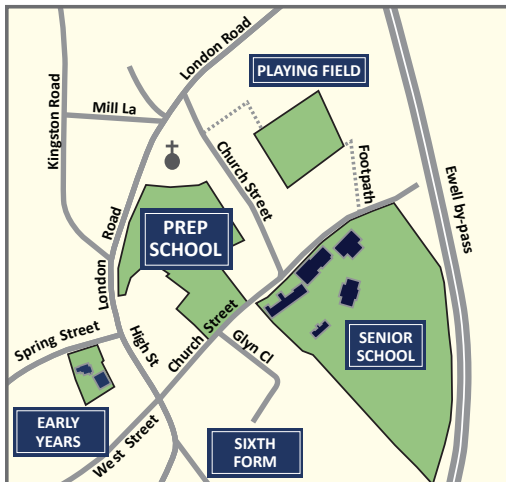 London Road
PLAYING FIELD
Kingston Road
Mill La
Church Street
Footpath
Ewell by-pass
PREP
SCHOOL
London
Road
Church Street
Glyn Cl
SENIOR
SCHOOL
Spring Street
High St
EARLY
YEARS
West Street
SIXTH
FORM